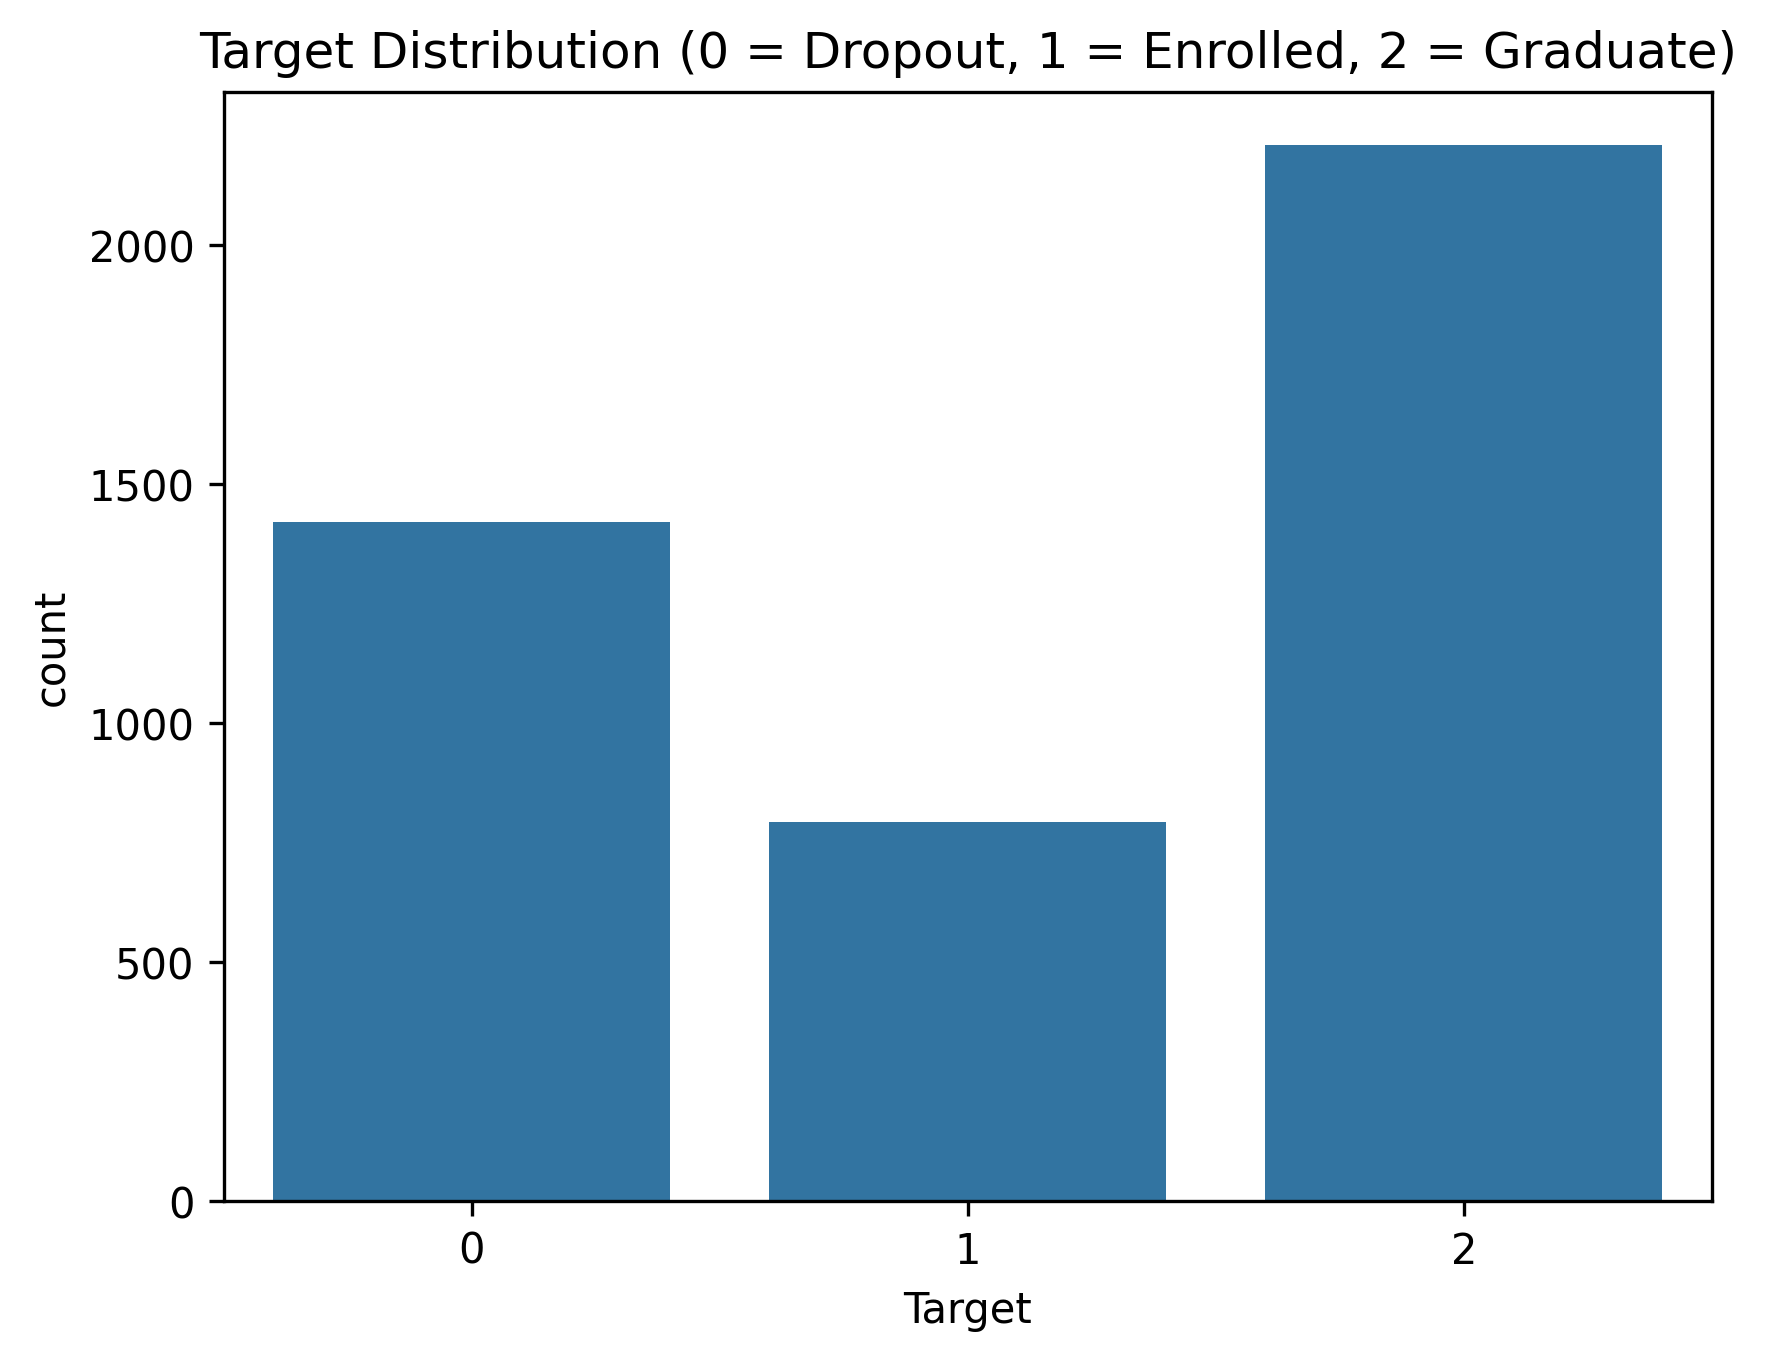 Target Distribution (0 = Dropout, 1 = Enrolled, 2 = Graduate)
2000
1500
1000
500
0
count
0 1 2
Target